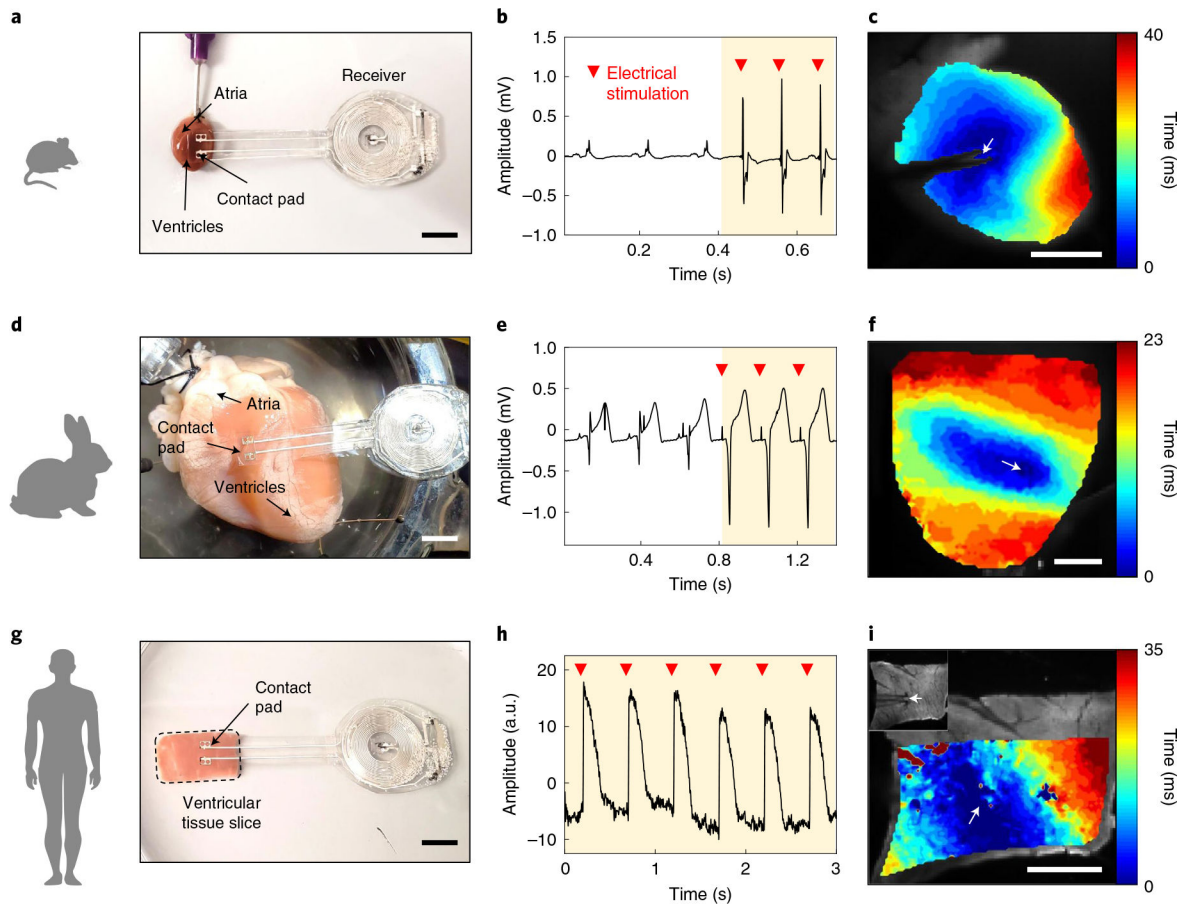 a
Receiver
Atria
Contact pad
Ventricles
b
1.5
1.0
0.5
0
–0.5
–1.0
Amplitude (mV)
Electrical
stimulation
0.2
0.6
Time (s)
c
40
0
Time (ms)
d
Atria
Contact
pad
Ventricles
e
1.0
0.5
0
–0.5
–1.0
Amplitude (mV)
0.4
0.8
1.2
Time (s)
f
23
0
Time (ms)
g
Contact
pad
Ventricular
tissue slice
h
20
10
0
–10
Amplitude (a.u.)
0
1
2
3
Time (s)
i
35
0
Time (ms)